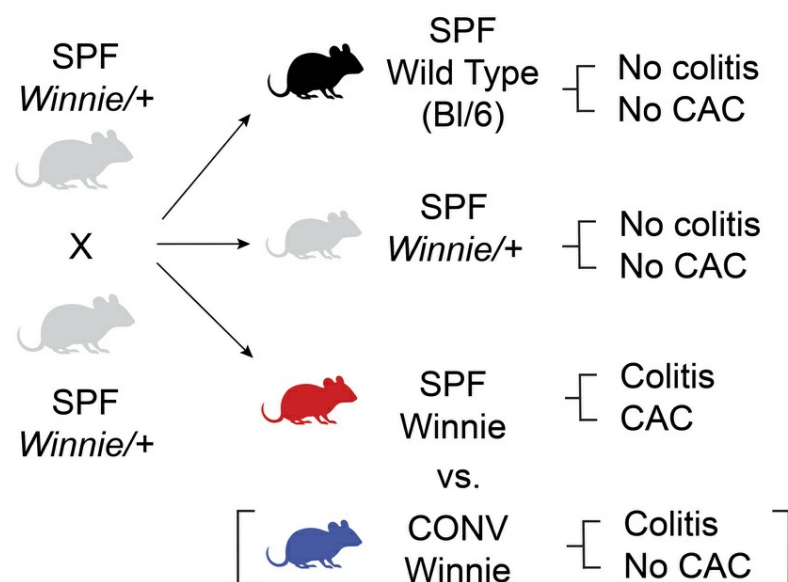 SPF
Winnie/+
X
SPF
Winnie/+
SPF
Wild Type
(Bl/6)
No colitis
No CAC
SPF
Winnie/+
No colitis
No CAC
SPF
Winnie
Colitis
CAC
vs.
CONV
Winnie
Colitis
No CAC